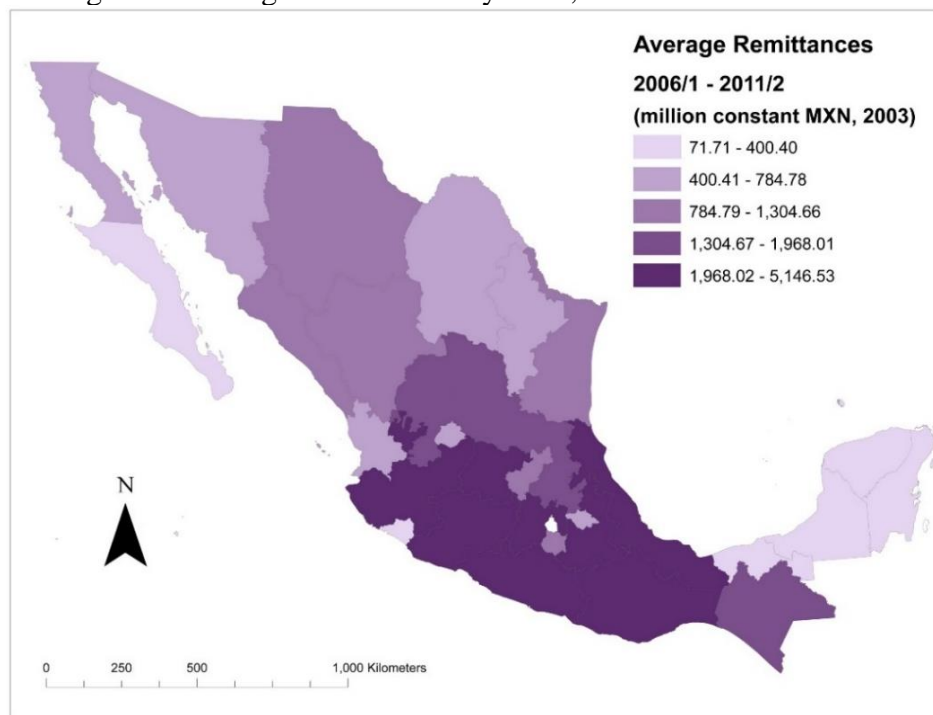 Average Remittances
2006/1 - 2011/2
(million constant MXN, 2003)
71.71 - 400.40
400.41 - 784.78
784.79 - 1,304.66
1,304.67 - 1,968.01
1,968.02 - 5,146.53
N
0 250 500 1,000 Kilometers